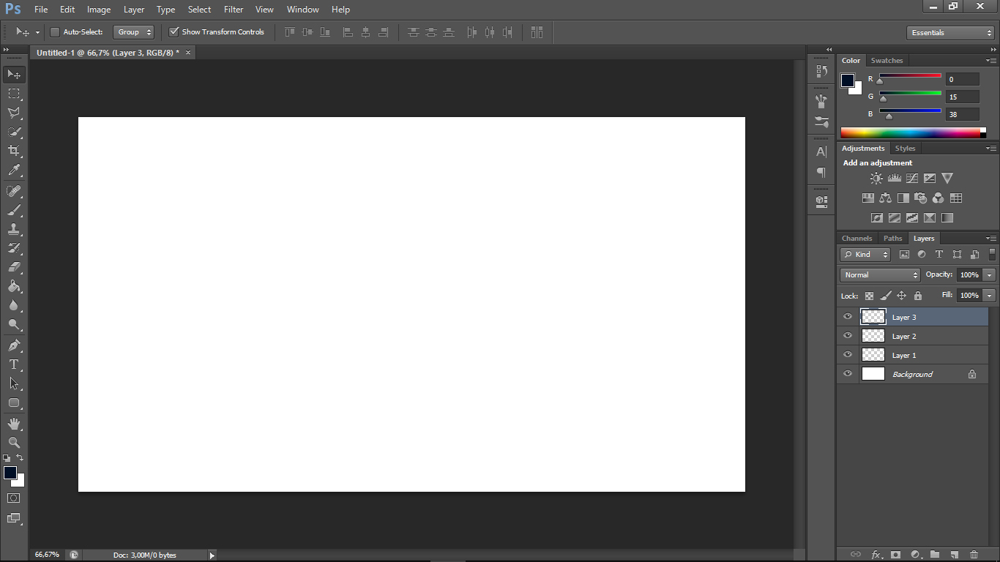 Ps File Edit Image Layer Type Select Filter View Window Help
Auto-Select: Group Show Transform Controls Essentials
Untitled-1 @ 66,7% (Layer 3, RGB/8) * ×
Color Swatches
R 0
G 15
B 38
Adjustments Styles
Add an adjustment
Channels Paths Layers
Kind
Normal Opacity: 100%
Lock: Fill: 100%
Layer 3
Layer 2
Layer 1
Background
66,67% Doc: 3,00M/0 bytes